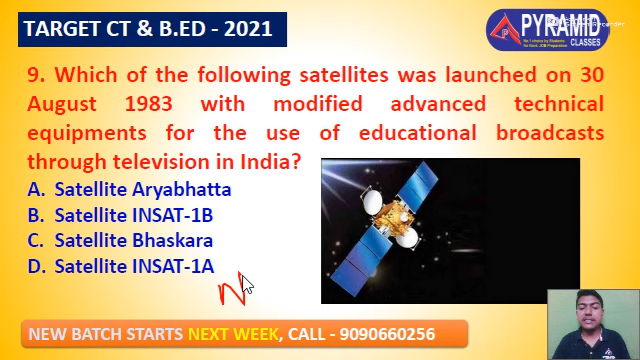 TARGET CT & B.ED - 2021
PYRAMID
CLASSES
9. Which of the following satellites was launched on 30
August 1983 with modified advanced technical
equipments for the use of educational broadcasts
through television in India?
A. Satellite Aryabhatta
B. Satellite INSAT-1B
C. Satellite Bhaskara
D. Satellite INSAT-1A
NEW BATCH STARTS NEXT WEEK, CALL - 9090660256